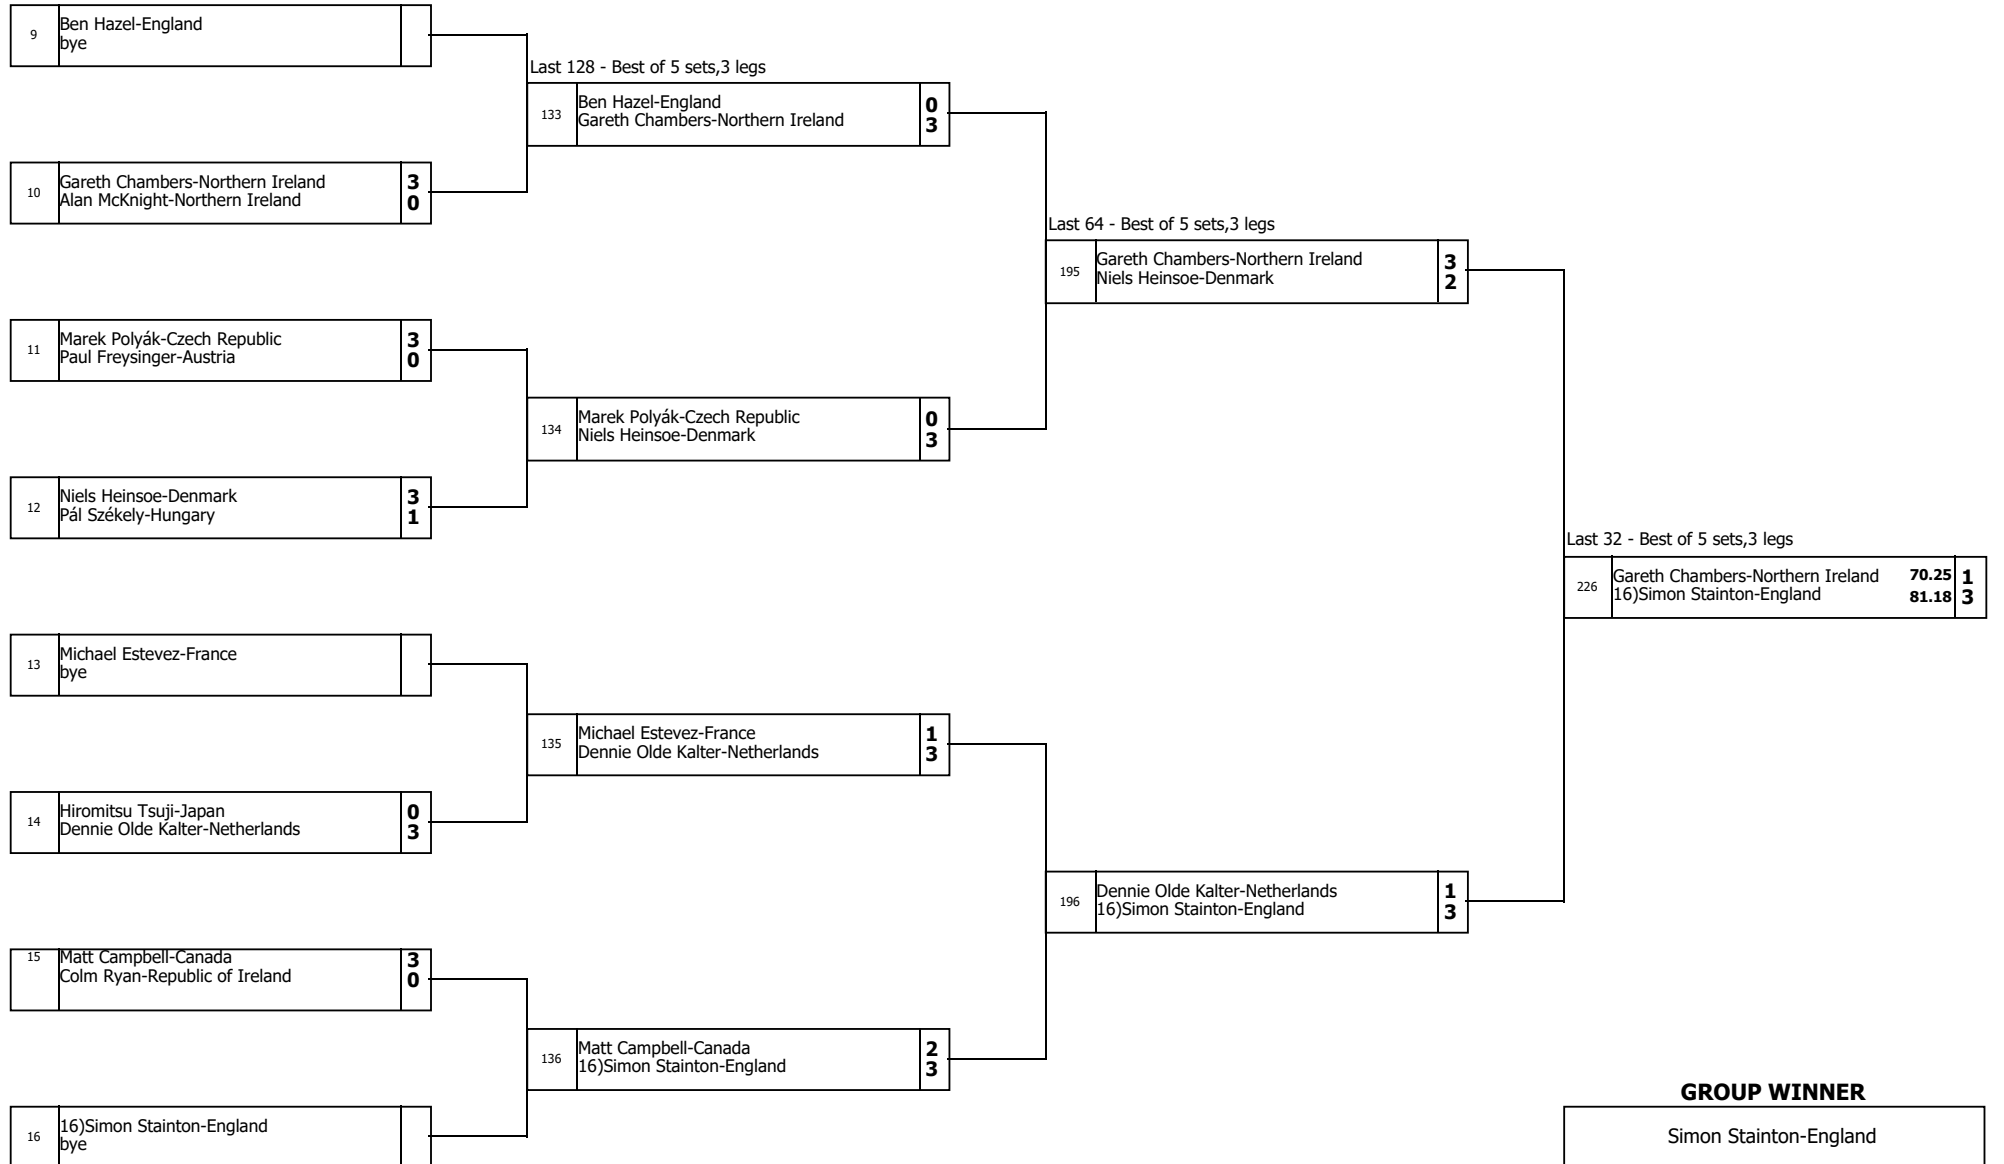 9
Ben Hazel-England
bye
Last 128 - Best of 5 sets,3 legs
133
Ben Hazel-England 0
Gareth Chambers-Northern Ireland 3
10
Gareth Chambers-Northern Ireland 3
Alan McKnight-Northern Ireland 0
Last 64 - Best of 5 sets,3 legs
195
Gareth Chambers-Northern Ireland 3
Niels Heinsoe-Denmark 2
11
Marek Polyák-Czech Republic 3
Paul Freysinger-Austria 0
134
Marek Polyák-Czech Republic 0
Niels Heinsoe-Denmark 3
12
Niels Heinsoe-Denmark 3
Pál Székely-Hungary 1
Last 32 - Best of 5 sets,3 legs
226
Gareth Chambers-Northern Ireland 70.25 1
16)Simon Stainton-England 81.18 3
13
Michael Estevez-France
bye
135
Michael Estevez-France 1
Dennie Olde Kalter-Netherlands 3
14
Hiromitsu Tsuji-Japan 0
Dennie Olde Kalter-Netherlands 3
196
Dennie Olde Kalter-Netherlands 1
16)Simon Stainton-England 3
15
Matt Campbell-Canada 3
Colm Ryan-Republic of Ireland 0
136
Matt Campbell-Canada 2
16)Simon Stainton-England 3
16
16)Simon Stainton-England
bye
GROUP WINNER
Simon Stainton-England